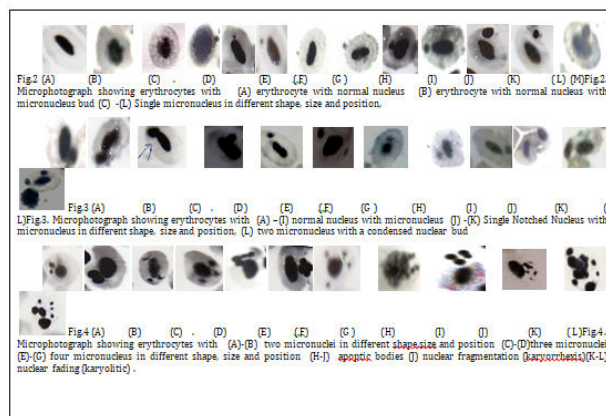 Fig.2 (A) (B) (C) . (D) (E) (.F) (G ) (H) (I) (J) (K) ( L) (M)Fig.2.
Microphotograph showing erythrocytes with (A) erythrocyte with normal nucleus (B) erythrocyte with normal nucleus with
micronucleus bud (C) -(L) Single micronucleus in different shape, size and position,
Fig.3 (A) (B) (C) . (D) (E) (.F) (G ) (H) (I) (J) (K) (
L)Fig.3. Microphotograph showing erythrocytes with (A) –(I) normal nucleus with micronucleus (J) -(K) Single Notched Nucleus with
micronucleus in different shape, size and position, (L) two micronucleus with a condensed nuclear bud
Fig.4 (A) (B) (C) . (D) (E) (.F) (G ) (H) (I) (J) (K) ( L)Fig.4.
Microphotograph showing erythrocytes with (A)-(B) two micronuclei in different shape,size and position (C)-(D)three micronuclei
(E)-(G) four micronucleus in different shape, size and position (H-J) apoptic bodies (J) nuclear fragmentation (karyorrhexis)(K-L)
nuclear fading (karyolitic) .